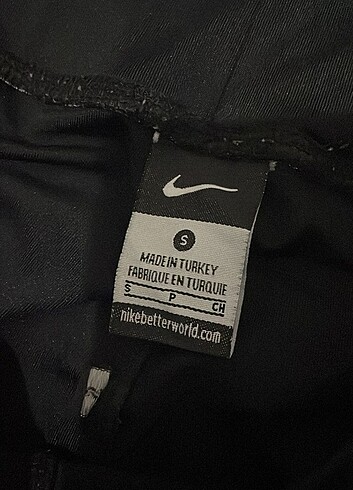 S
MADE IN TURKEY
FABRIQUE EN TURQUIE
S P CH
nikebetterworld.com